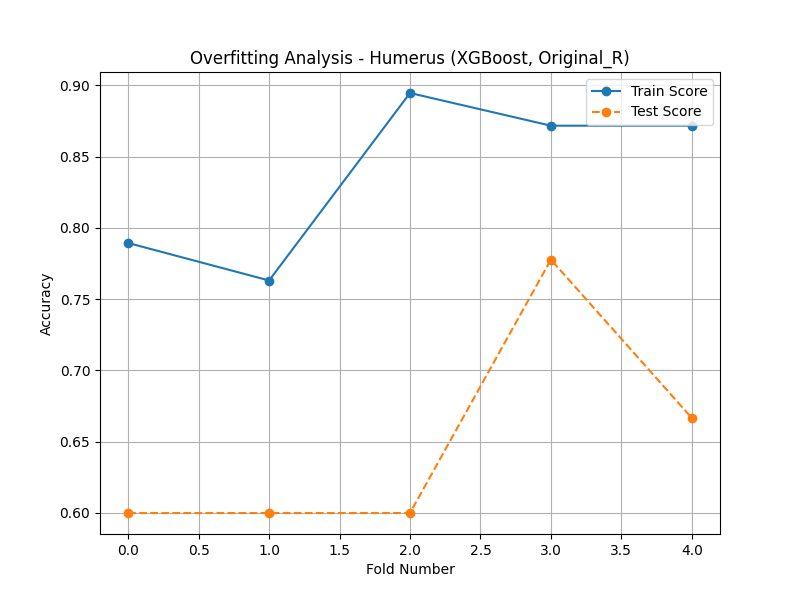 Overfitting Analysis - Humerus (XGBoost, Original_R)
Train Score
Test Score
Accuracy
0.90
0.85
0.80
0.75
0.70
0.65
0.60
0.0 0.5 1.0 1.5 2.0 2.5 3.0 3.5 4.0
Fold Number